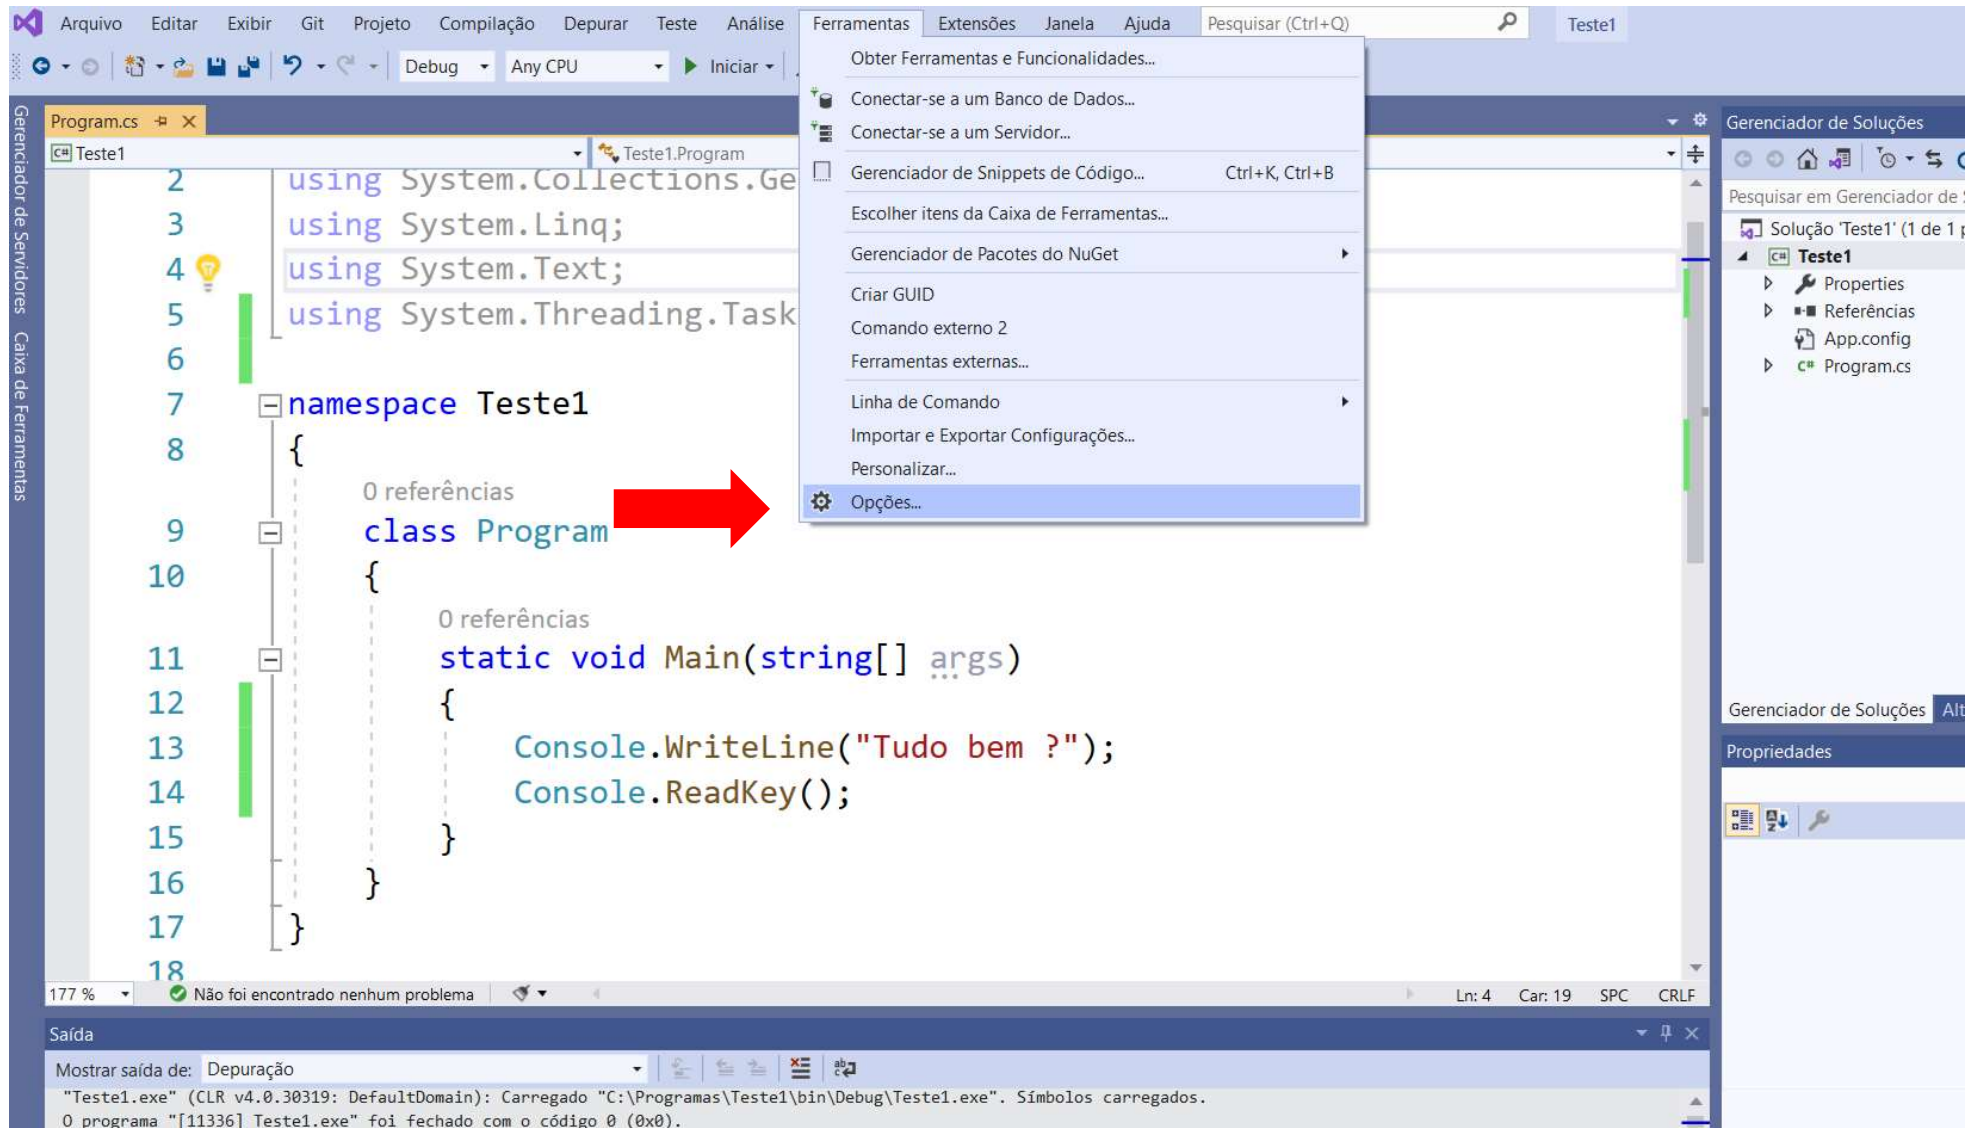 Arquivo Editar Exibir Git Projeto Compilação Depurar Teste Análise Ferramentas Extensões Janela Ajuda Pesquisar (Ctrl+Q) Teste1
Debug Any CPU Iniciar
Obter Ferramentas e Funcionalidades...
Conectar-se a um Banco de Dados...
Conectar-se a um Servidor...
Gerenciador de Snippets de Código... Ctrl+K, Ctrl+B
Escolher itens da Caixa de Ferramentas...
Gerenciador de Pacotes do NuGet
Criar GUID
Comando externo 2
Ferramentas externas...
Linha de Comando
Importar e Exportar Configurações...
Personalizar...
Opções...
Gerenciador de Servidores
Caixa de Ferramentas
Program.cs
C# Teste1 Teste1.Program
2 using System.Collections.Ge
3 using System.Linq;
4 using System.Text;
5 using System.Threading.Task
6
7 namespace Teste1
8 {
0 referências
9 class Program
10 {
0 referências
11 static void Main(string[] args)
12 {
13 Console.WriteLine("Tudo bem ?");
14 Console.ReadKey();
15 }
16 }
17 }
18
177 % Não foi encontrado nenhum problema Ln: 4 Car: 19 SPC CRLF
Saída
Mostrar saída de: Depuração
"Teste1.exe" (CLR v4.0.30319: DefaultDomain): Carregado "C:\Programas\Teste1\bin\Debug\Teste1.exe". Símbolos carregados.
O programa "[11336] Teste1.exe" foi fechado com o código 0 (0x0).
Gerenciador de Soluções
Pesquisar em Gerenciador de
Solução 'Teste1' (1 de 1 p
C# Teste1
Properties
Referências
App.config
C# Program.cs
Gerenciador de Soluções Alt
Propriedades